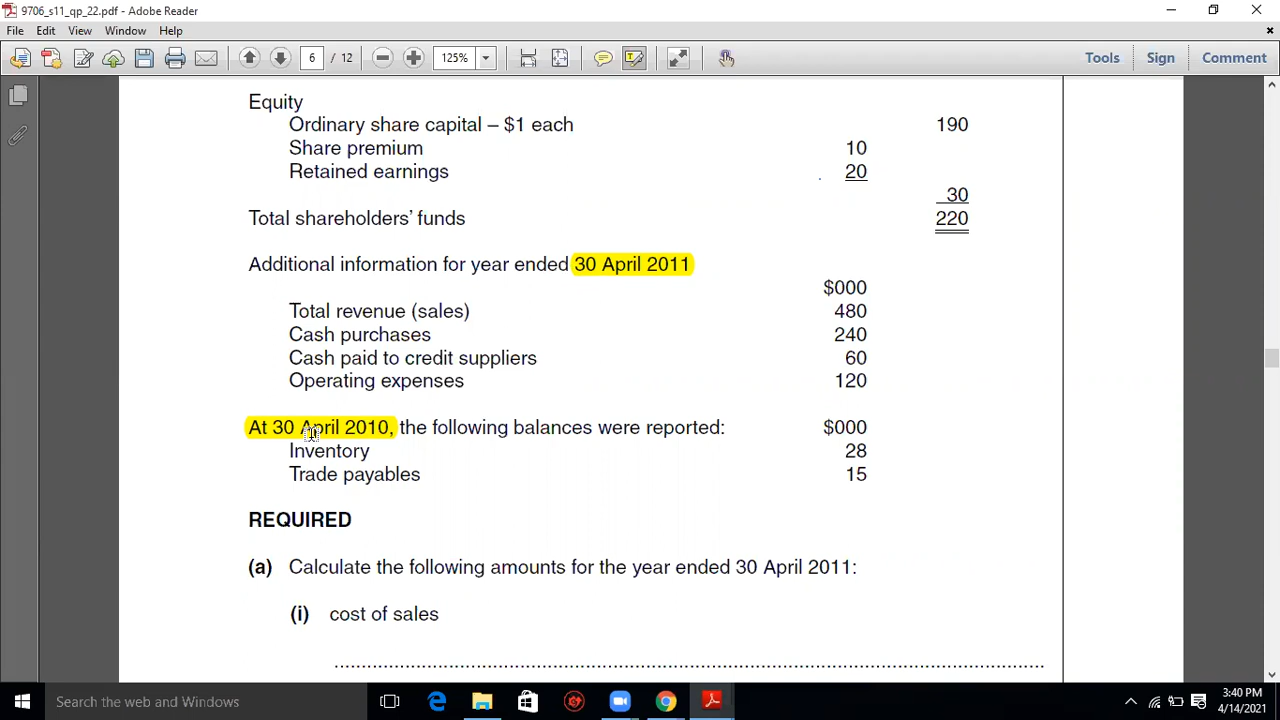 9706_s11_qp_22.pdf - Adobe Reader
File Edit View Window Help
6 / 12 125% Tools Sign Comment
Equity
Ordinary share capital – $1 each 190
Share premium 10
Retained earnings 20
30
Total shareholders’ funds 220
Additional information for year ended 30 April 2011
$000
Total revenue (sales) 480
Cash purchases 240
Cash paid to credit suppliers 60
Operating expenses 120
At 30 April 2010, the following balances were reported: $000
Inventory 28
Trade payables 15
REQUIRED
(a) Calculate the following amounts for the year ended 30 April 2011:
(i) cost of sales
Search the web and Windows
3:40 PM
4/14/2021